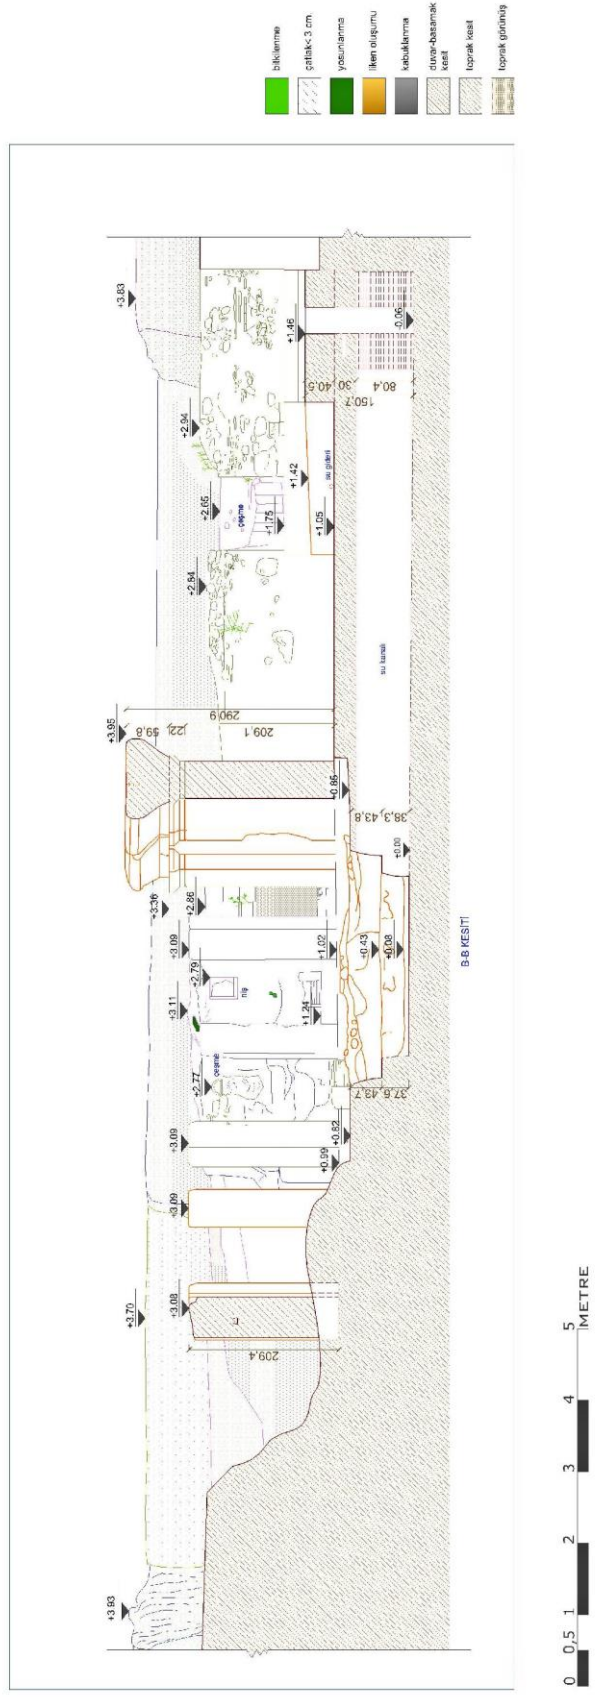 bitkilenme
çatlak< 3 cm.
yosunlanma
liken oluşumu
kabuklanma
duvar-basamak
kesit
toprak kesit
toprak görünüş
+3.93
+3.70
+3.08
209,4
+3.09
+3.09
+0.99
+0.82
+2.77
çeşme
37,6
43,7
+3.11
+2.79
niş
+1.24
+3.09
+1.02
+0.43
+0.08
+3.36
+2.86
±0.00
38,3
43,8
+0.86
+3.95
59,8
22
209,1
290,9
+2.84
+2.65
çeşme
+1.75
+1.05
+1.42
su gideri
+2.94
su kanalı
+3.83
+1.46
-0.06
40,5
30
80,4
150,7
B-B KESİTİ
0 0,5 1 2 3 4 5
METRE